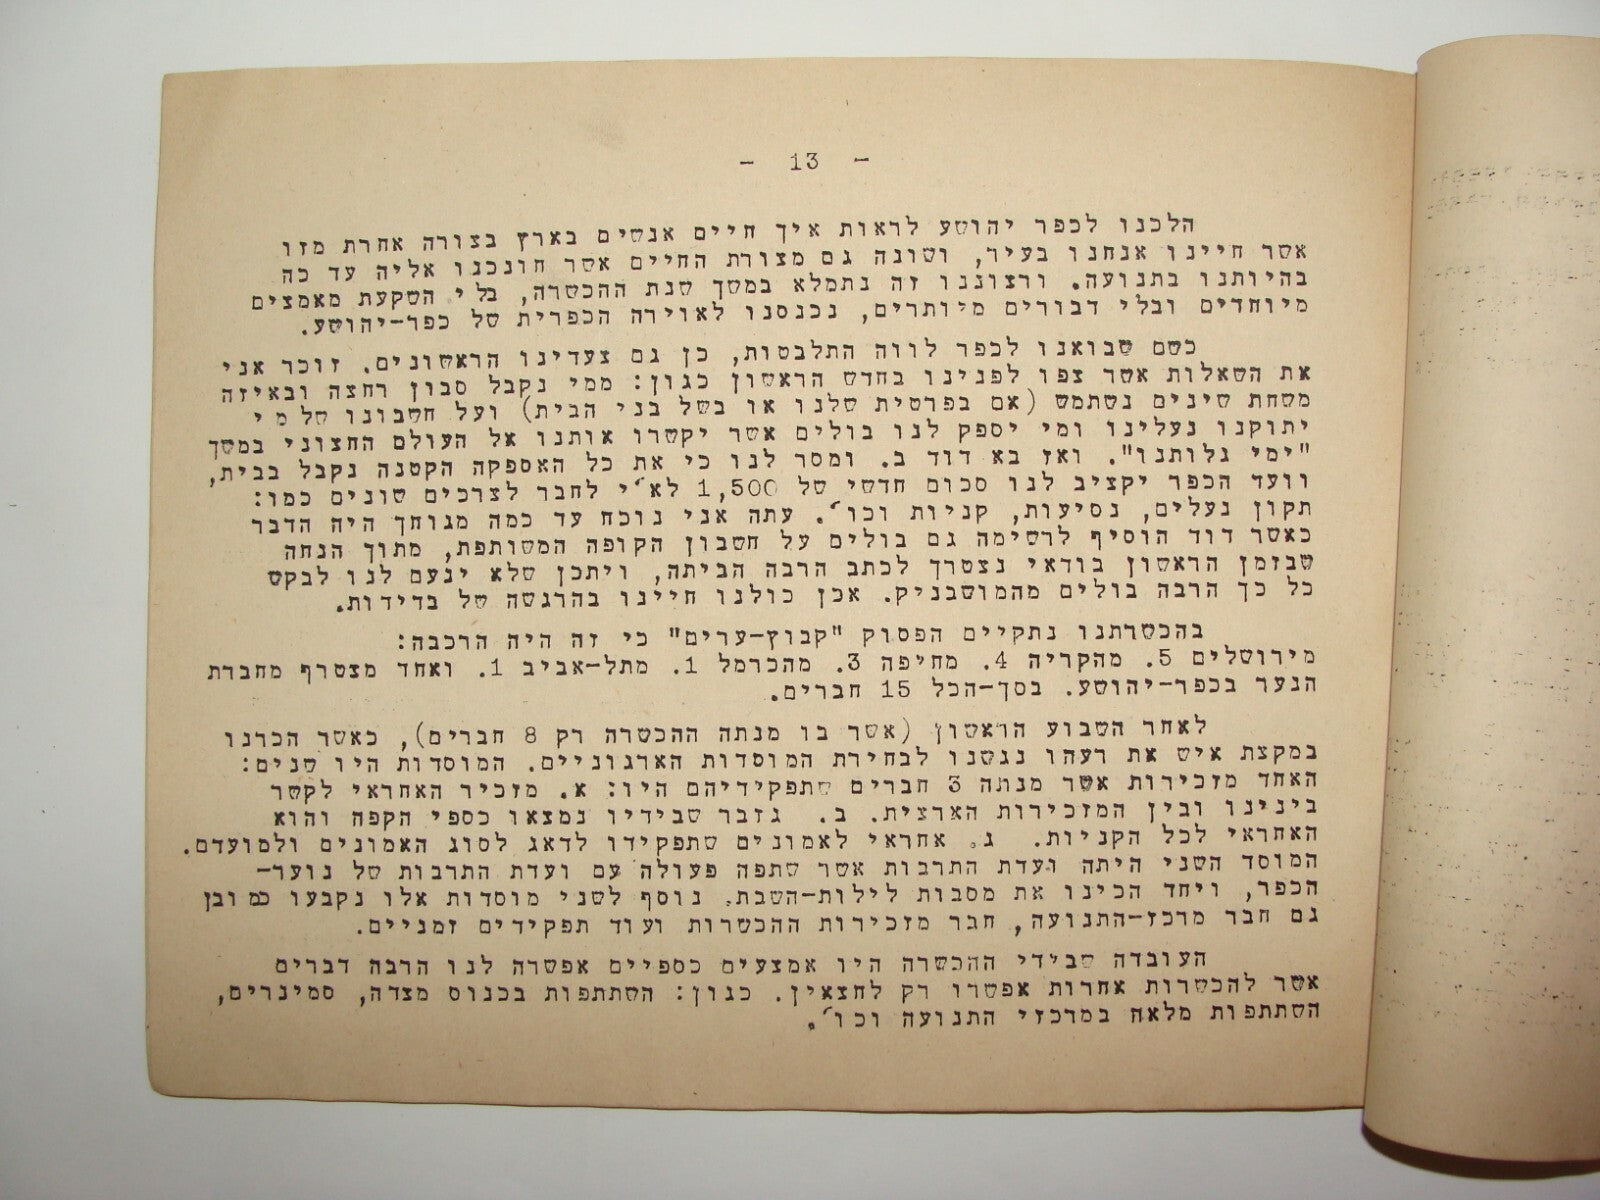 - 13 -
הלכנו לכפר יהושע לראות איך חיים אנשים בארץ בצורה אחרת מזו
אשר חיינו אנחנו בעיר, ושונה גם מצורת החיים אשר חונכנו אליה עד כה
בהיותנו בתנועה. ורצוננו זה נתמלא במשך שנת ההכשרה, בלי השקעת מאמצים
מיוחדים ובלי דבורים מיותרים, נכנסנו לאוירה הכפרית של כפר-יהושע.
כשם שבואנו לכפר לווה התלבטות, כן גם צעדינו הראשונים. זוכר אני
את השאלות אשר צפו לפנינו בחדש הראשון כגון: ממי נקבל סבון רחצה ובאיזה
משחת שינים נשתמש (אם בפרטית שלנו או בשל בני הבית) ועל חשבונו של מי
יתוקנו נעלינו ומי יספק לנו בולים אשר יקשרו אותנו אל העולם החצוני במשך
"ימי גלותנו". ואז בא דוד ב. ומסר לנו כי את כל האספקה הקטנה נקבל בבית,
וועד הכפר יקציב לנו סכום חדשי של 1,500 לא"י לחבר לצרכים שונים כמו:
תקון נעלים, נסיעות, קניות וכו'. עתה אני נוכח עד כמה מגוחך היה הדבר
כאשר דוד הוסיף לרשימה גם בולים על חשבון הקופה המשותפת, מתוך הנחה
שבזמן הראשון בודאי נצטרך לכתב הרבה הביתה, ויתכן שלא ינעם לנו לבקש
כל כך הרבה בולים מהמושבניק. אכן כולנו חיינו בהרגשה של בדידות.
בהכשרתנו נתקיים הפסוק "קבוץ-ערים" כי זה היה הרכבה:
מירושלים 5. מהקריה 4. מחיפה 3. מהכרמל 1. מתל-אביב 1. ואחד מצטרף מחברת
הנער בכפר-יהושע. בסך-הכל 15 חברים.
לאחר השבוע הראשון (אשר בו מנתה ההכשרה רק 8 חברים), כאשר הכרנו
במקצת איש את רעהו נגשנו לבחירת המוסדות הארגוניים. המוסדות היו שנים:
האחד מזכירות אשר מנתה 3 חברים שתפקידיהם היו: א. מזכיר האחראי לקשר
בינינו ובין המזכירות הארצית. ב. גזבר שבידיו נמצאו כספי הקפה והוא
האחראי לכל הקניות. ג. אחראי לאמונים שתפקידו לדאג לסוג האמונים ולמועדם.
המוסד השני היתה ועדת התרבות אשר שתפה פעולה עם ועדת התרבות של נוער-
הכפר, ויחד הכינו את מסבות לילות-השבת. נוסף לשני מוסדות אלו נקבעו כמובן
גם חבר מרכז-התנועה, חבר מזכירות ההכשרות ועוד תפקידים זמניים.
העובדה שבידי ההכשרה היו אמצעים כספיים אפשרה לנו הרבה דברים
אשר להכשרות אחרות אפשרו רק לחצאין. כגון: השתתפות בכנוס מצדה, סמינרים,
השתתפות מלאה במרכזי התנועה וכו'.